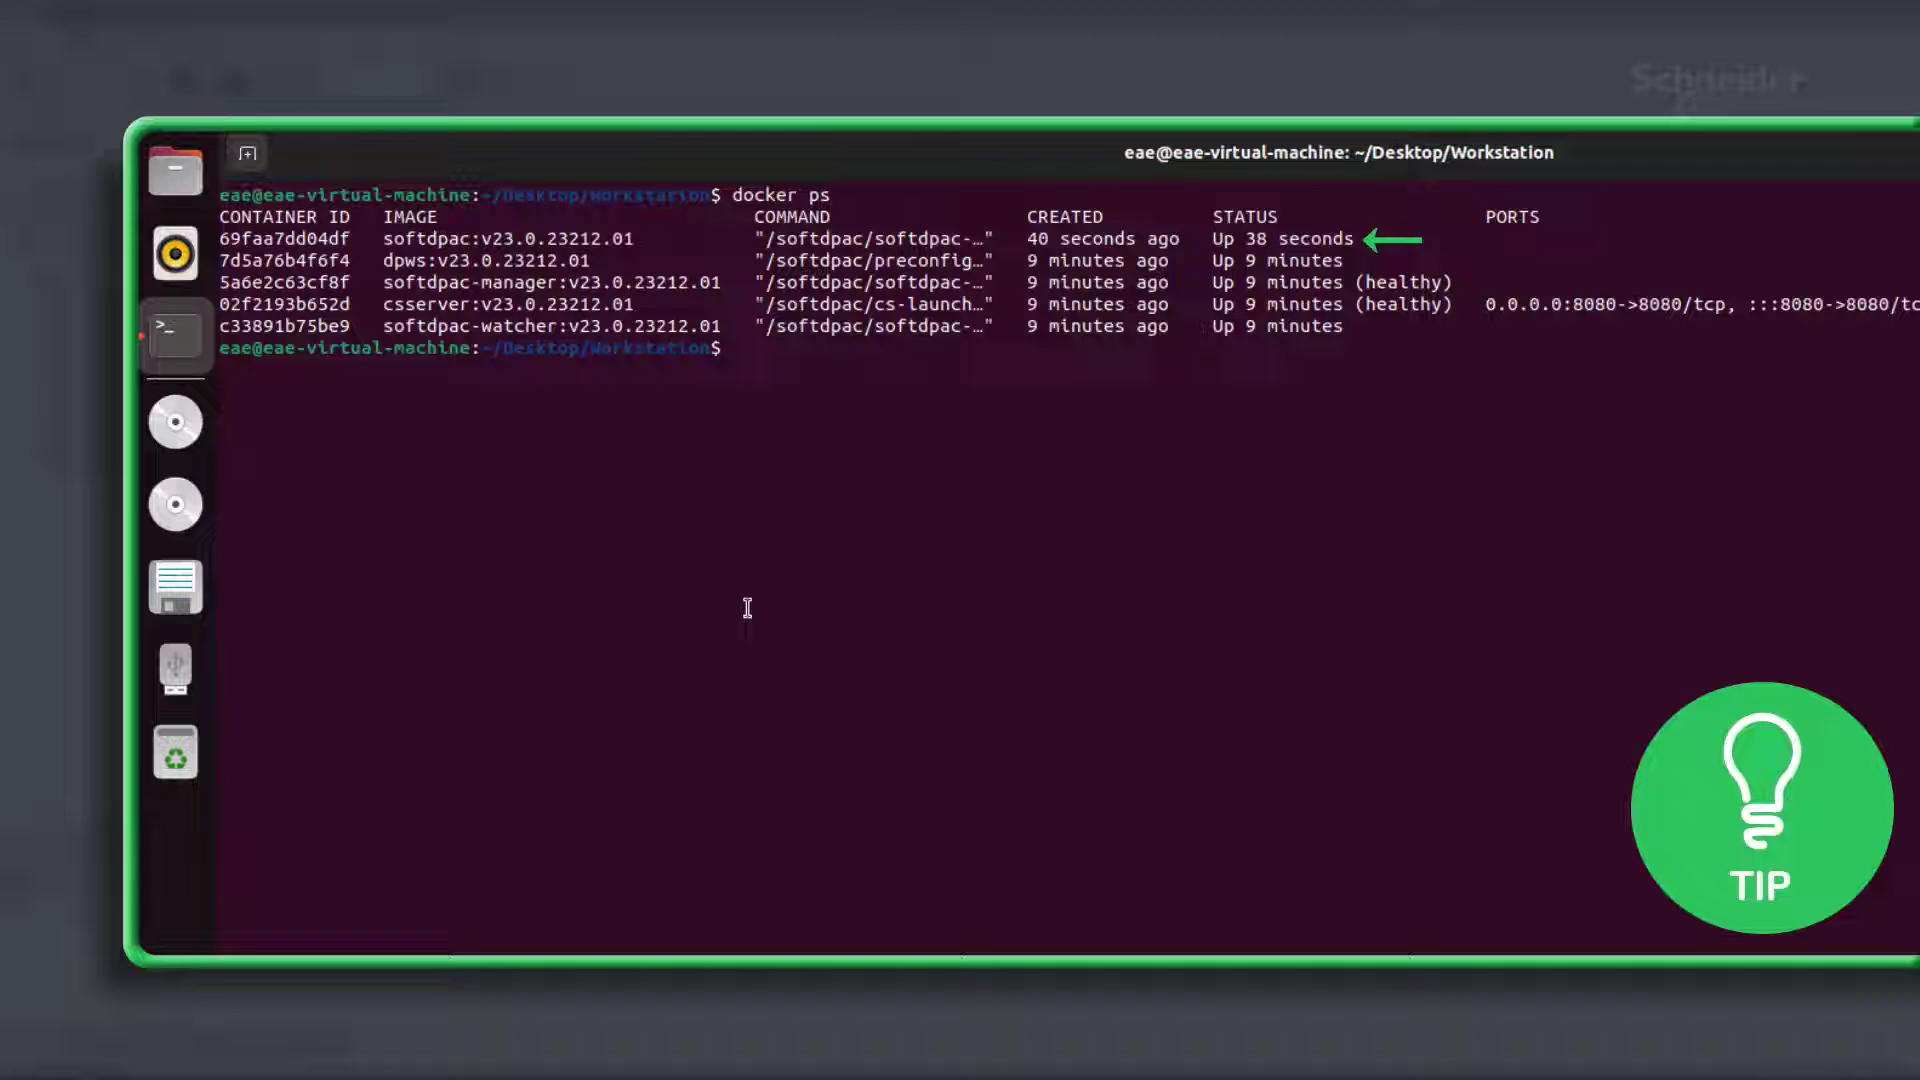 Schneider
eae@eae-virtual-machine: ~/Desktop/Workstation
eae@eae-virtual-machine:~/Desktop/Workstation$ docker ps
CONTAINER ID IMAGE COMMAND CREATED STATUS PORTS
69faa7dd04df softdpac:v23.0.23212.01 "/softdpac/softdpac-…" 40 seconds ago Up 38 seconds
7d5a76b4f6f4 dpws:v23.0.23212.01 "/softdpac/preconfig…" 9 minutes ago Up 9 minutes
5a6e2c63cf8f softdpac-manager:v23.0.23212.01 "/softdpac/softdpac-…" 9 minutes ago Up 9 minutes (healthy)
02f2193b652d csserver:v23.0.23212.01 "/softdpac/cs-launch…" 9 minutes ago Up 9 minutes (healthy) 0.0.0.0:8080->8080/tcp, :::8080->8080/tc
c33891b75be9 softdpac-watcher:v23.0.23212.01 "/softdpac/softdpac-…" 9 minutes ago Up 9 minutes
eae@eae-virtual-machine:~/Desktop/Workstation$
TIP